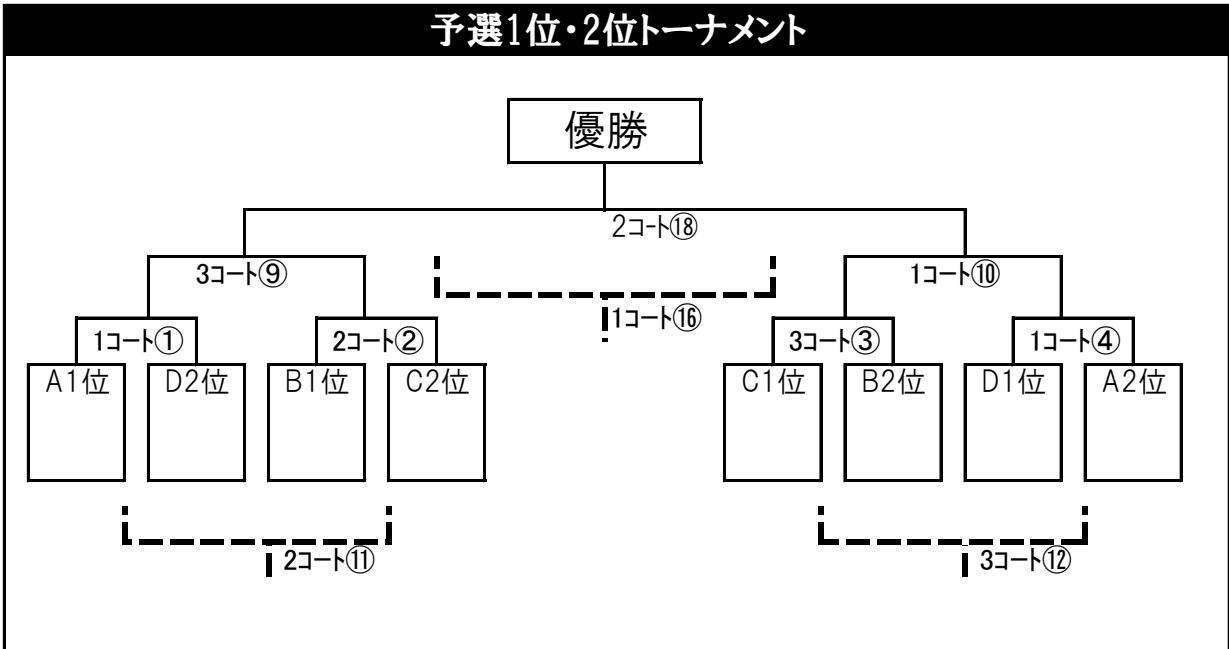 予選1位・2位トーナメント
優勝
2コート⑱
3コート⑨
1コート⑩
1コート⑯
1コート①
2コート②
3コート③
1コート④
A1位
D2位
B1位
C2位
C1位
B2位
D1位
A2位
2コート⑪
3コート⑫